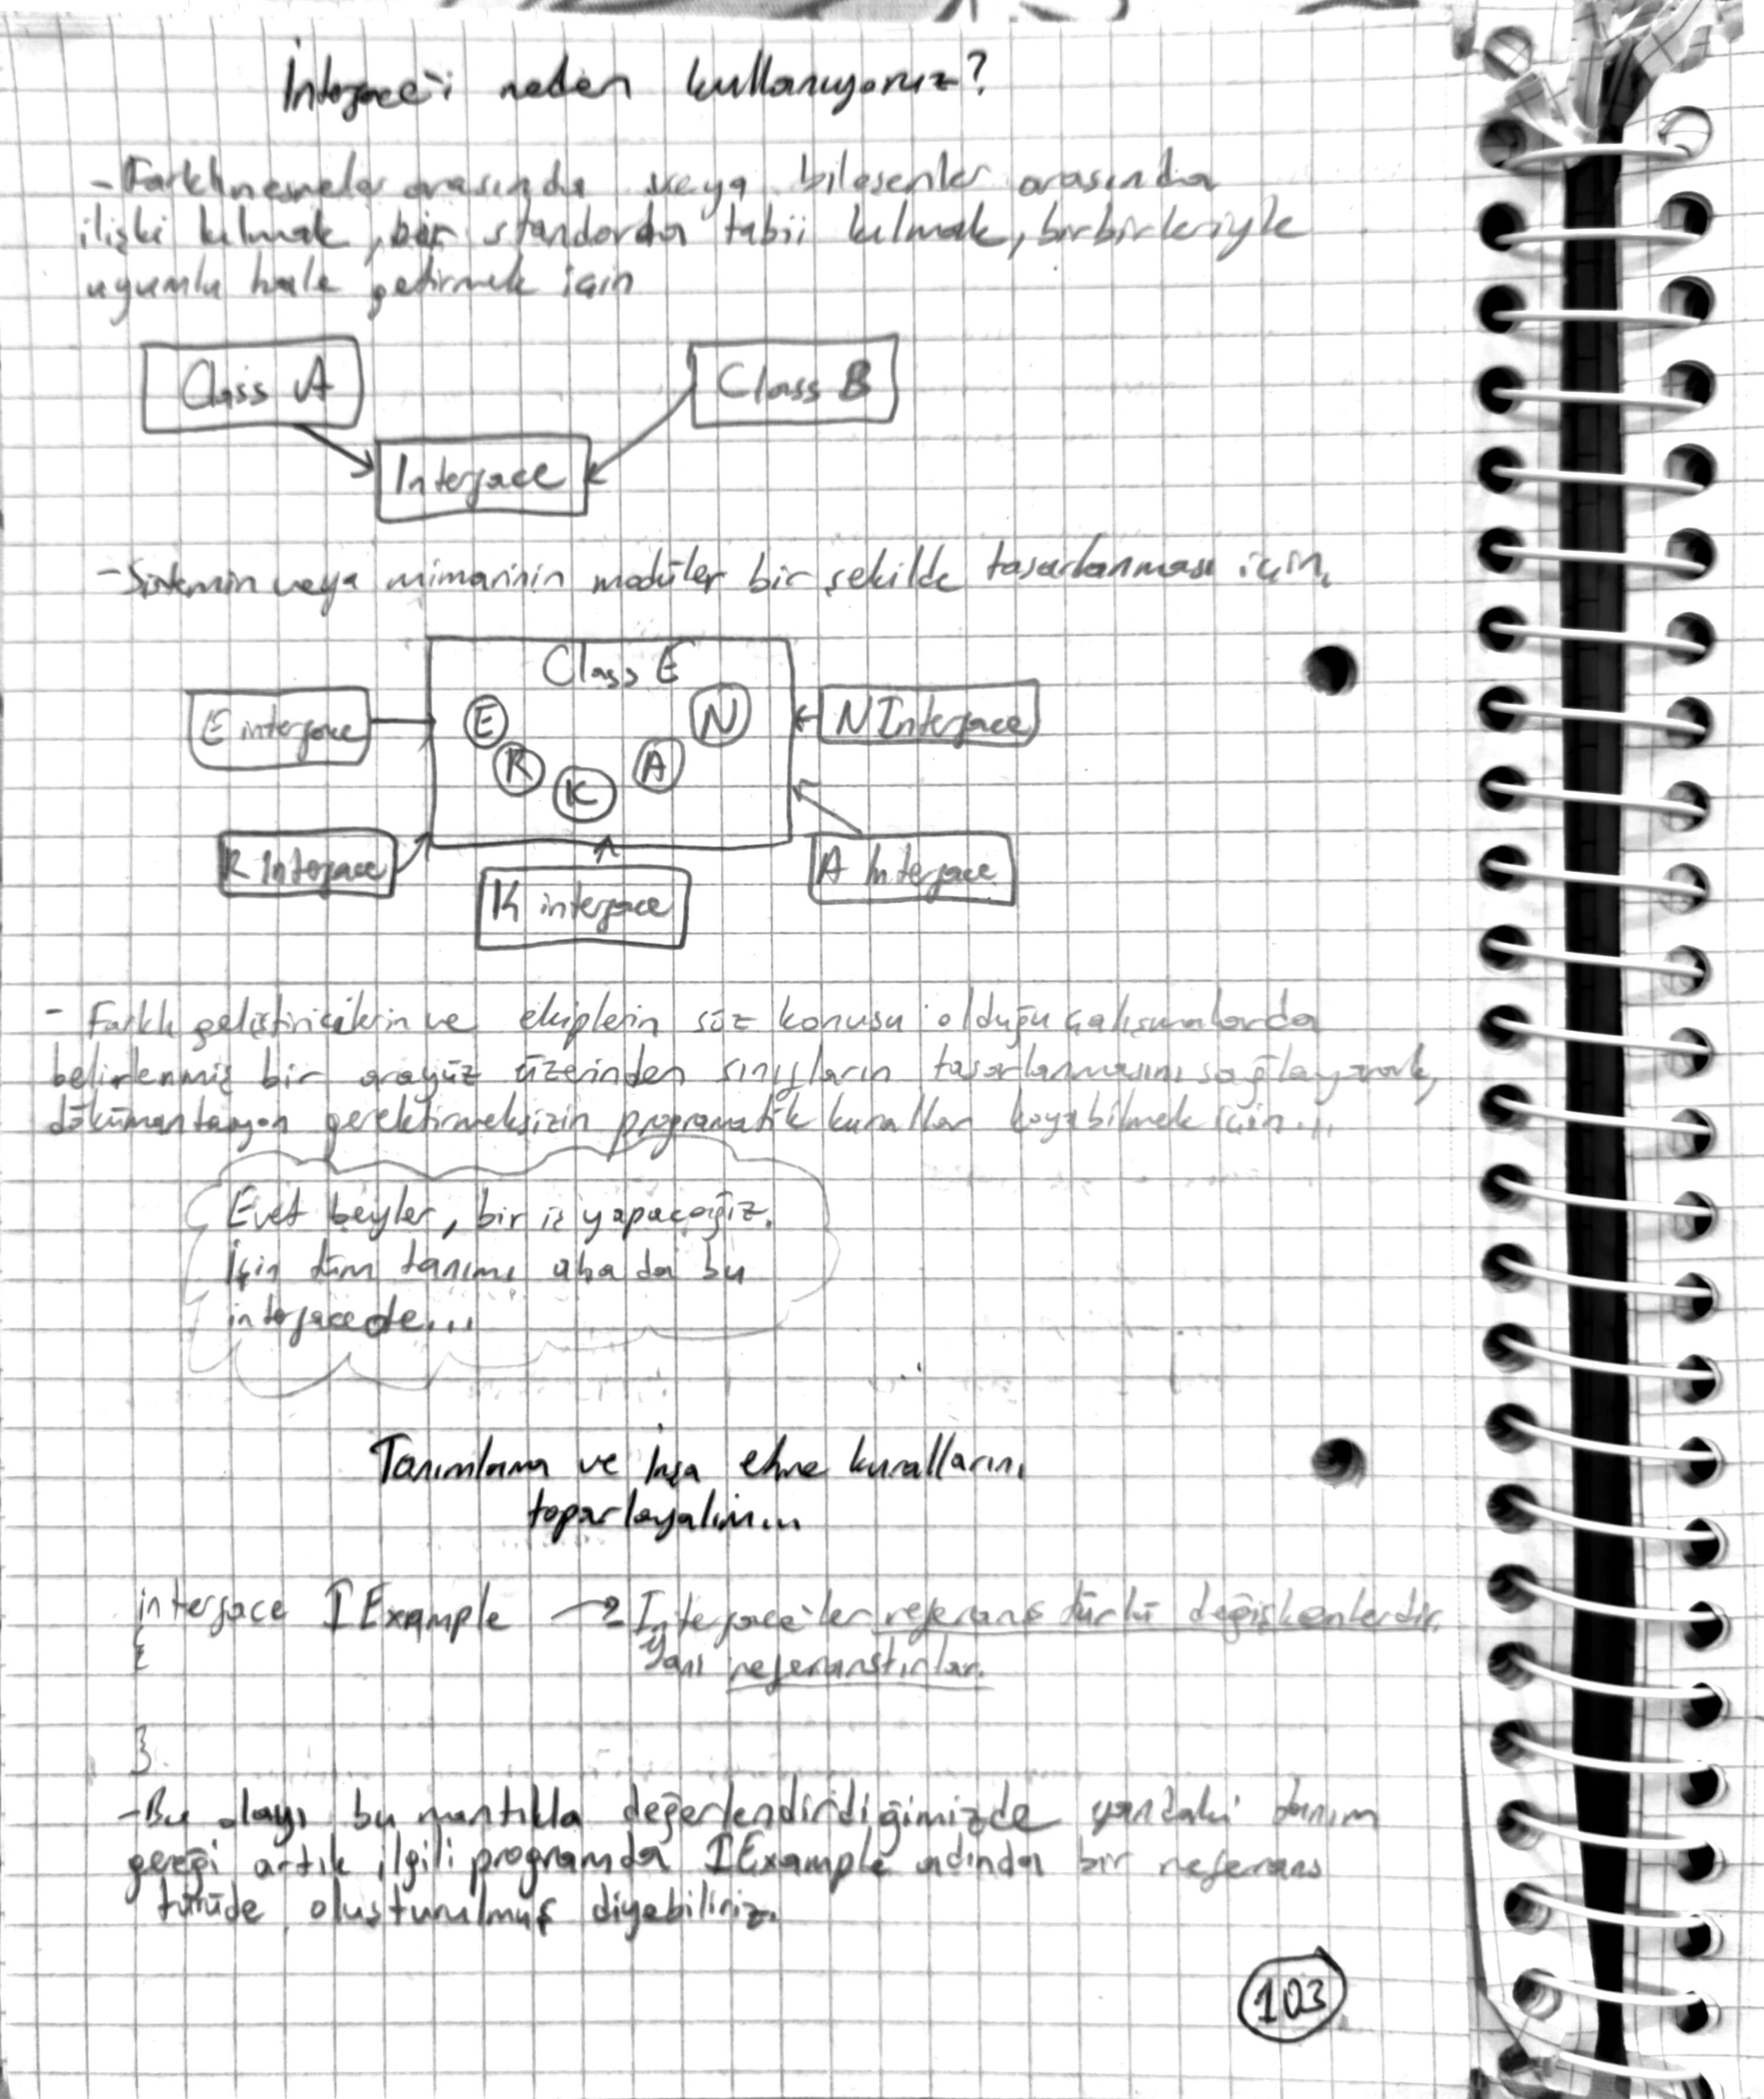 İnterface'i neden kullanıyoruz?
- Farklı nesneler arasında veya bileşenler arasında
ilişki kılmak, bir standarda tabii kılmak, birbirleriyle
uyumlu hale getirmek için
Class A
Class B
Interface
- Sistemin veya mimarinin modüler bir şekilde tasarlanması için.
Class E
E interface
E
N
N Interface
R
A
K
R Interface
A Interface
K interface
- Farklı geliştiricilerin ve ekiplerin söz konusu olduğu çalışmalarda
belirlenmiş bir arayüz üzerinden sınıfların tasarlanmasını sağlayarak,
dökümantasyon gerektirmeksizin programatik kurallar koyabilmek için...
Evet beyler, bir iş yapacağız.
İşin tüm tanımı aha da bu
interfacede...
Tanımlama ve İnşa etme kurallarını
toparlayalım...
interface IExample → Interface'ler referans türlü değişkenlerdir.
{ Yani referanstırlar.
}
- Bu olayı bu mantıkla değerlendirdiğimizde yandaki tanım
gereği artık ilgili programda IExample adında bir referans
türüde oluşturulmuş diyebiliriz.
103